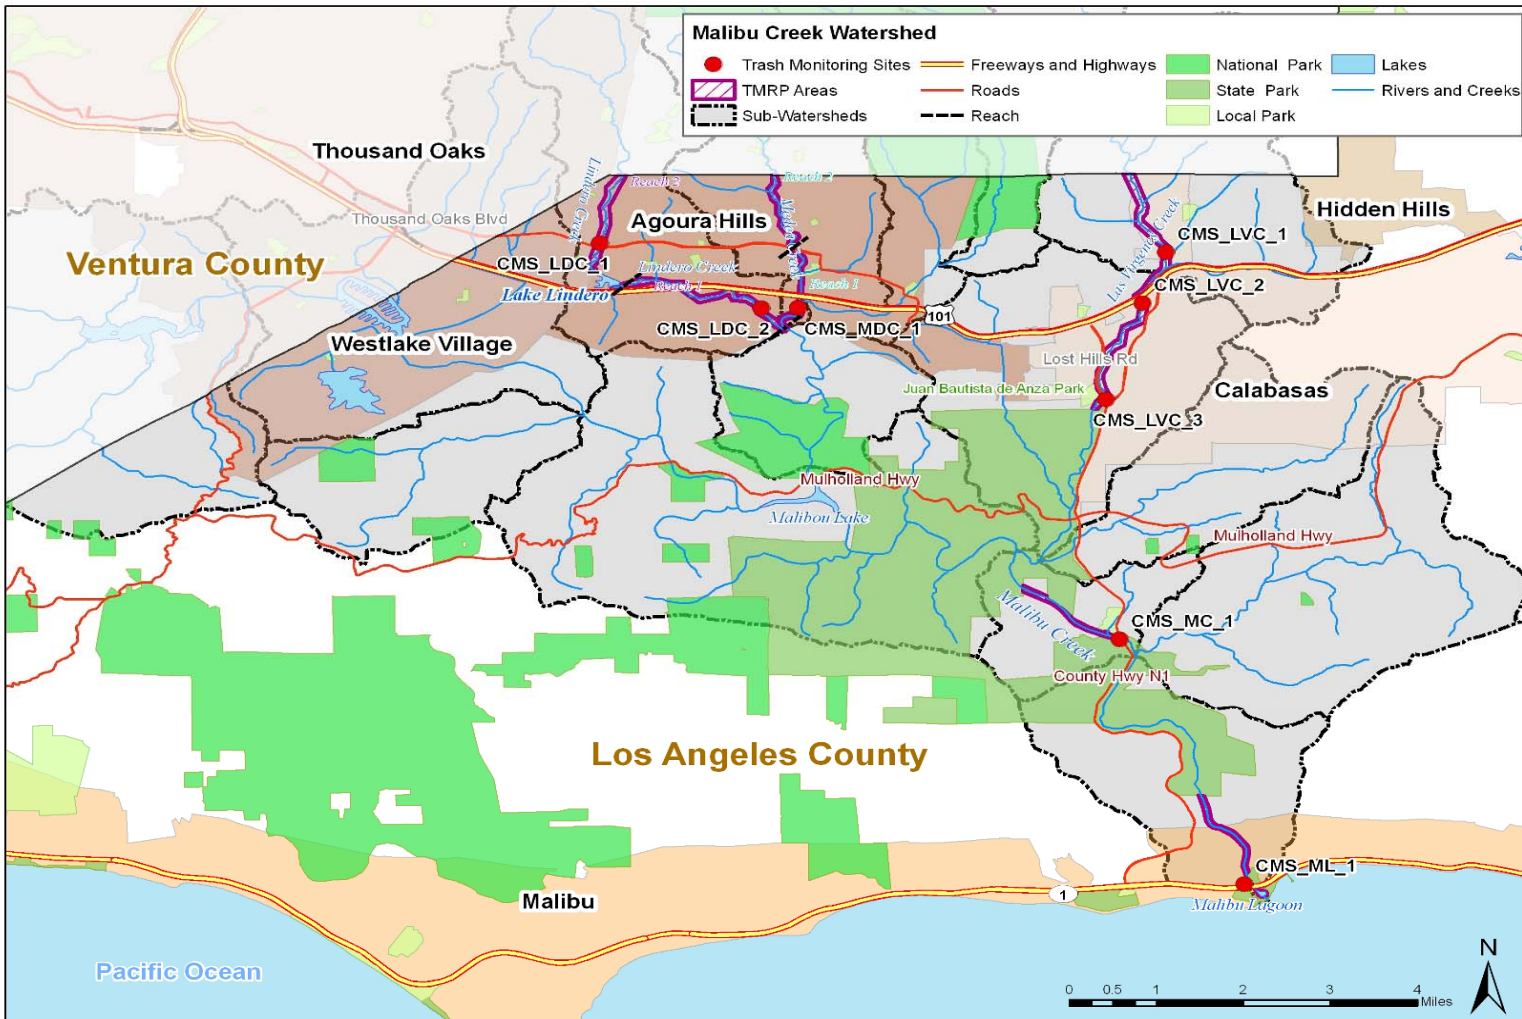 Malibu Creek Watershed
Trash Monitoring Sites
Freeways and Highways
National Park
Lakes
TMRP Areas
Roads
State Park
Rivers and Creeks
Sub-Watersheds
Reach
Local Park
Thousand Oaks
Lindero Creek
Reach 2
Reach 2
Medea Creek
Thousand Oaks Blvd
Agoura Hills
Hidden Hills
Las Virgenes Creek
CMS_LVC_1
Ventura County
CMS_LDC_1
Lindero Creek
Reach 1
Reach 1
Lake Lindero
CMS_LVC_2
101
CMS_LDC_2
CMS_MDC_1
Westlake Village
Lost Hills Rd
Juan Bautista de Anza Park
Calabasas
CMS_LVC_3
Mulholland Hwy
Malibou Lake
Mulholland Hwy
Malibu Creek
CMS_MC_1
County Hwy N1
Los Angeles County
CMS_ML_1
1
Malibu
Malibu Lagoon
Pacific Ocean
N
0 0.5 1 2 3 4
Miles